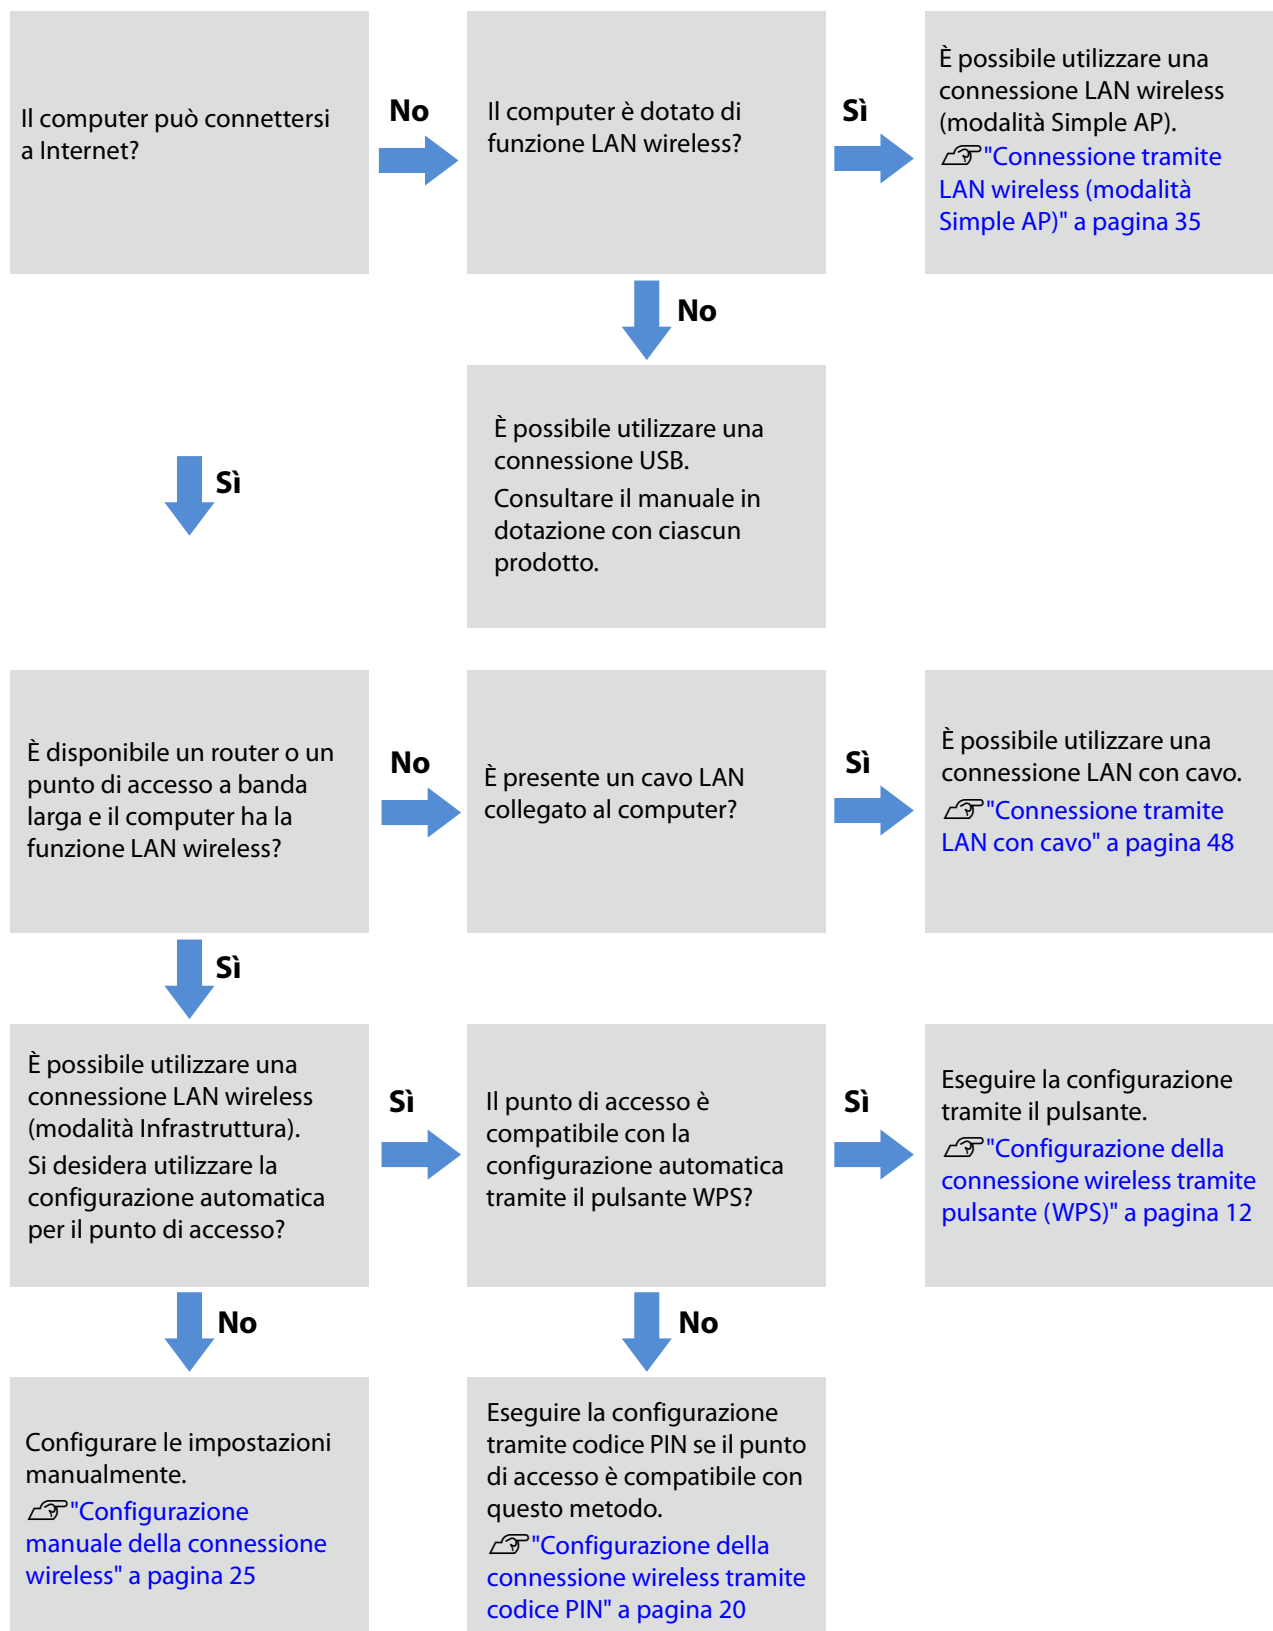 Il computer può connettersi
a Internet?
No
Il computer è dotato di
funzione LAN wireless?
Sì
È possibile utilizzare una
connessione LAN wireless
(modalità Simple AP).
"Connessione tramite
LAN wireless (modalità
Simple AP)" a pagina 35
No
Sì
È possibile utilizzare una
connessione USB.
Consultare il manuale in
dotazione con ciascun
prodotto.
È disponibile un router o un
punto di accesso a banda
larga e il computer ha la
funzione LAN wireless?
No
È presente un cavo LAN
collegato al computer?
Sì
È possibile utilizzare una
connessione LAN con cavo.
"Connessione tramite
LAN con cavo" a pagina 48
Sì
È possibile utilizzare una
connessione LAN wireless
(modalità Infrastruttura).
Si desidera utilizzare la
configurazione automatica
per il punto di accesso?
Sì
Il punto di accesso è
compatibile con la
configurazione automatica
tramite il pulsante WPS?
Sì
Eseguire la configurazione
tramite il pulsante.
"Configurazione della
connessione wireless tramite
pulsante (WPS)" a pagina 12
No
No
Configurare le impostazioni
manualmente.
"Configurazione
manuale della connessione
wireless" a pagina 25
Eseguire la configurazione
tramite codice PIN se il punto
di accesso è compatibile con
questo metodo.
"Configurazione della
connessione wireless tramite
codice PIN" a pagina 20